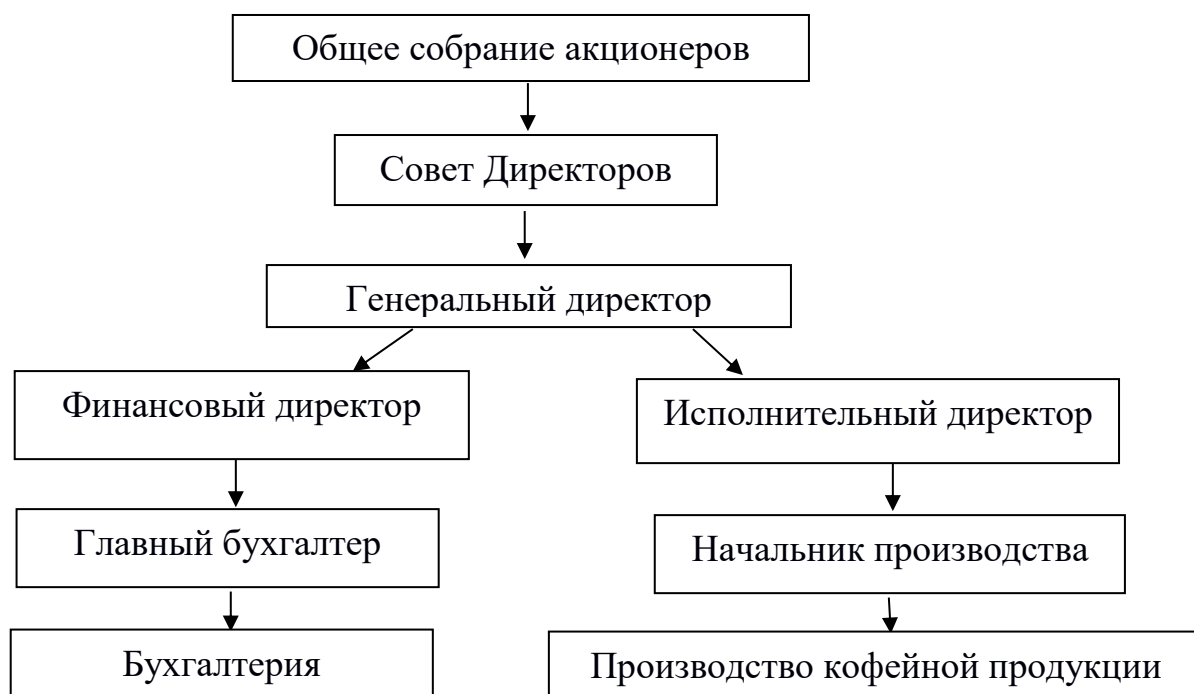 Общее собрание акционеров
Совет Директоров
Генеральный директор
Финансовый директор
Исполнительный директор
Главный бухгалтер
Начальник производства
Бухгалтерия
Производство кофейной продукции